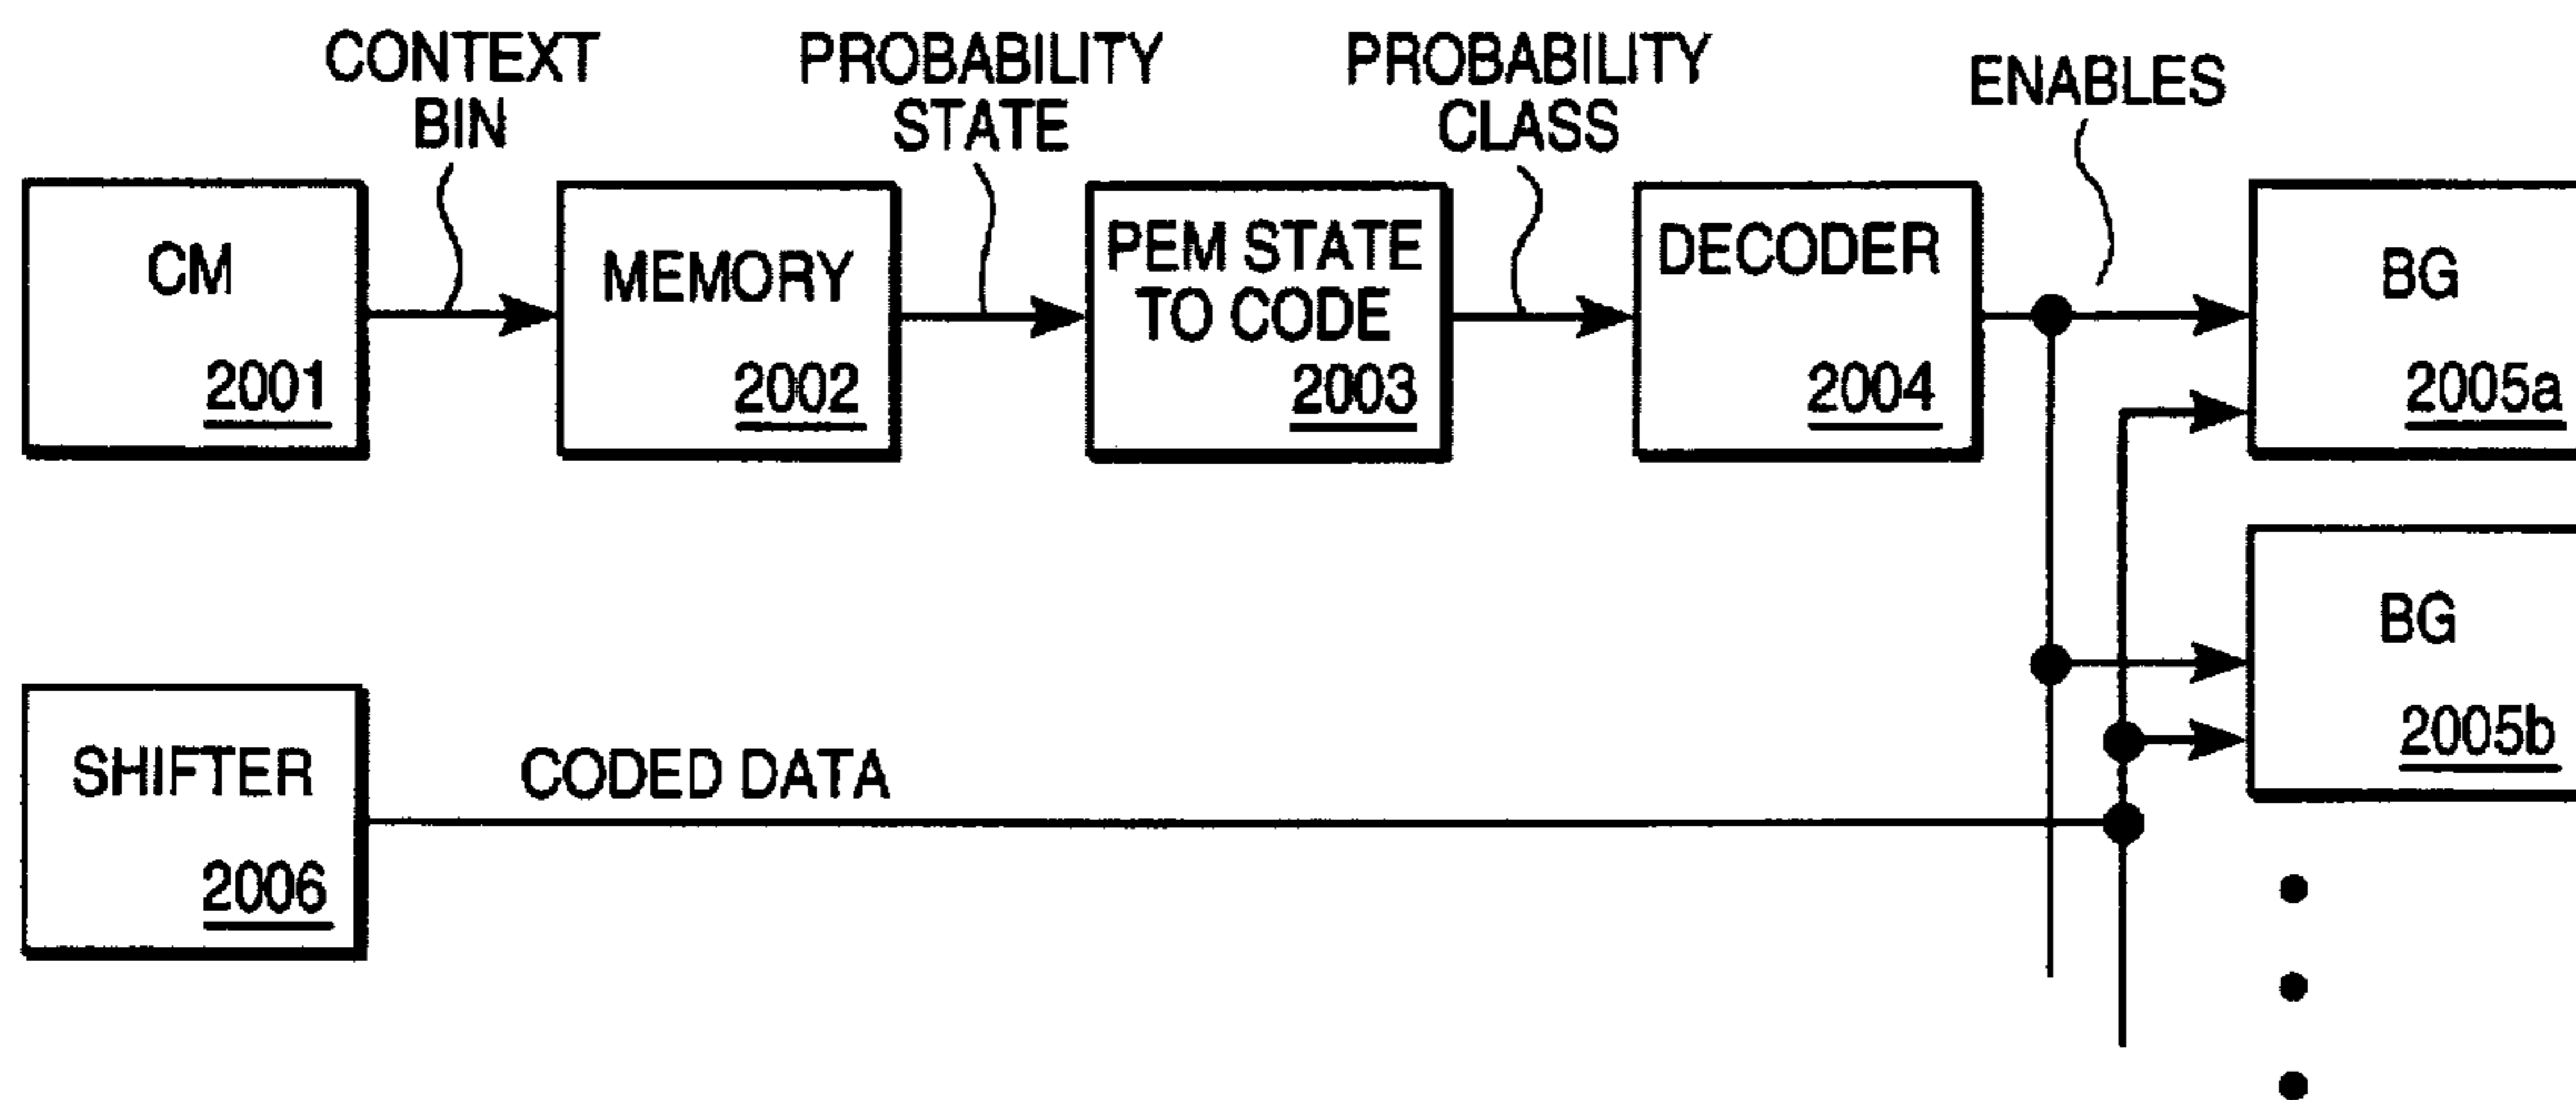 CONTEXT
BIN
PROBABILITY
STATE
PROBABILITY
CLASS
ENABLES
CM
2001
MEMORY
2002
PEM STATE
TO CODE
2003
DECODER
2004
BG
2005a
BG
2005b
SHIFTER
2006
CODED DATA